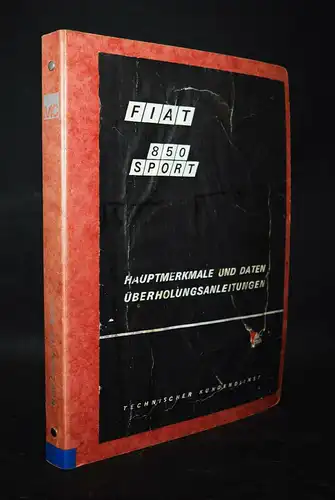 FIAT
850
SPORT
HAUPTMERKMALE UND DATEN
ÜBERHOLUNGSANLEITUNGEN
TECHNISCHER KUNDENDIENST